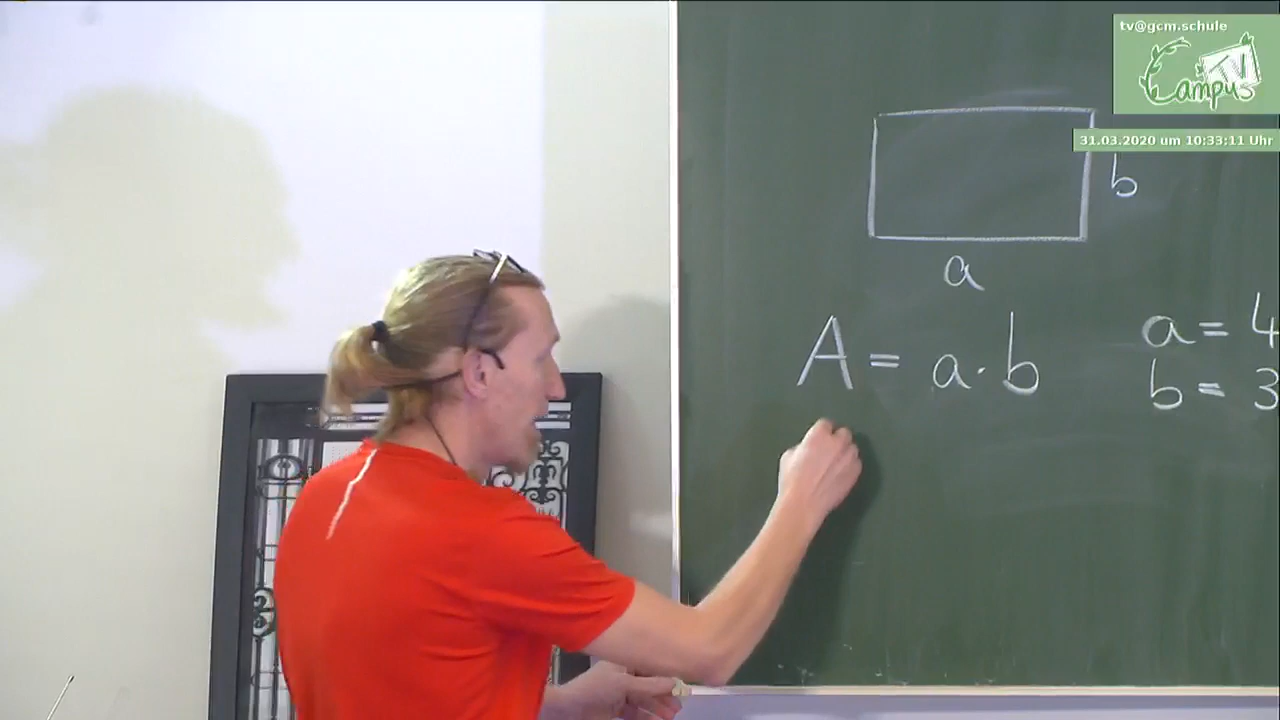 tv@gcm.schule
Campus TV
31.03.2020 um 10:33:11 Uhr
b
a
A = a·b
a = 4
b = 3